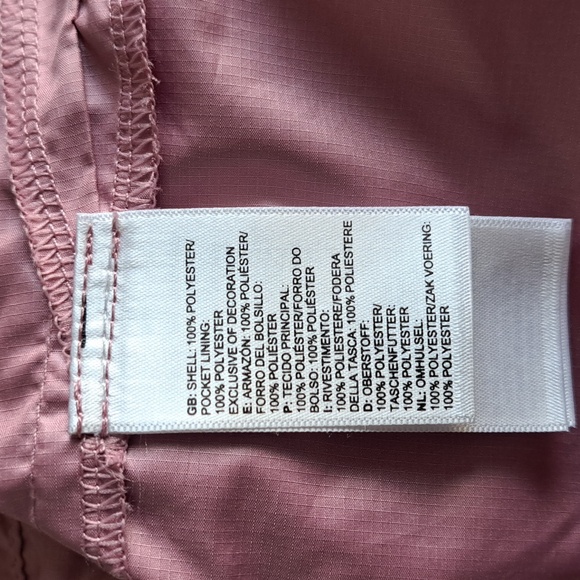 GB: SHELL: 100% POLYESTER/
POCKET LINING:
100% POLYESTER
EXCLUSIVE OF DECORATION
E: ARMAZÓN: 100% POLIÉSTER/
FORRO DEL BOLSILLO:
100% POLIÉSTER
P: TECIDO PRINCIPAL:
100% POLIÉSTER/FORRO DO
BOLSO: 100% POLIÉSTER
I: RIVESTIMENTO:
100% POLIESTERE/FODERA
DELLA TASCA: 100% POLIESTERE
D: OBERSTOFF:
100% POLYESTER/
TASCHENFUTTER:
100% POLYESTER
NL: OMHULSEL:
100% POLYESTER/ZAK VOERING:
100% POLYESTER